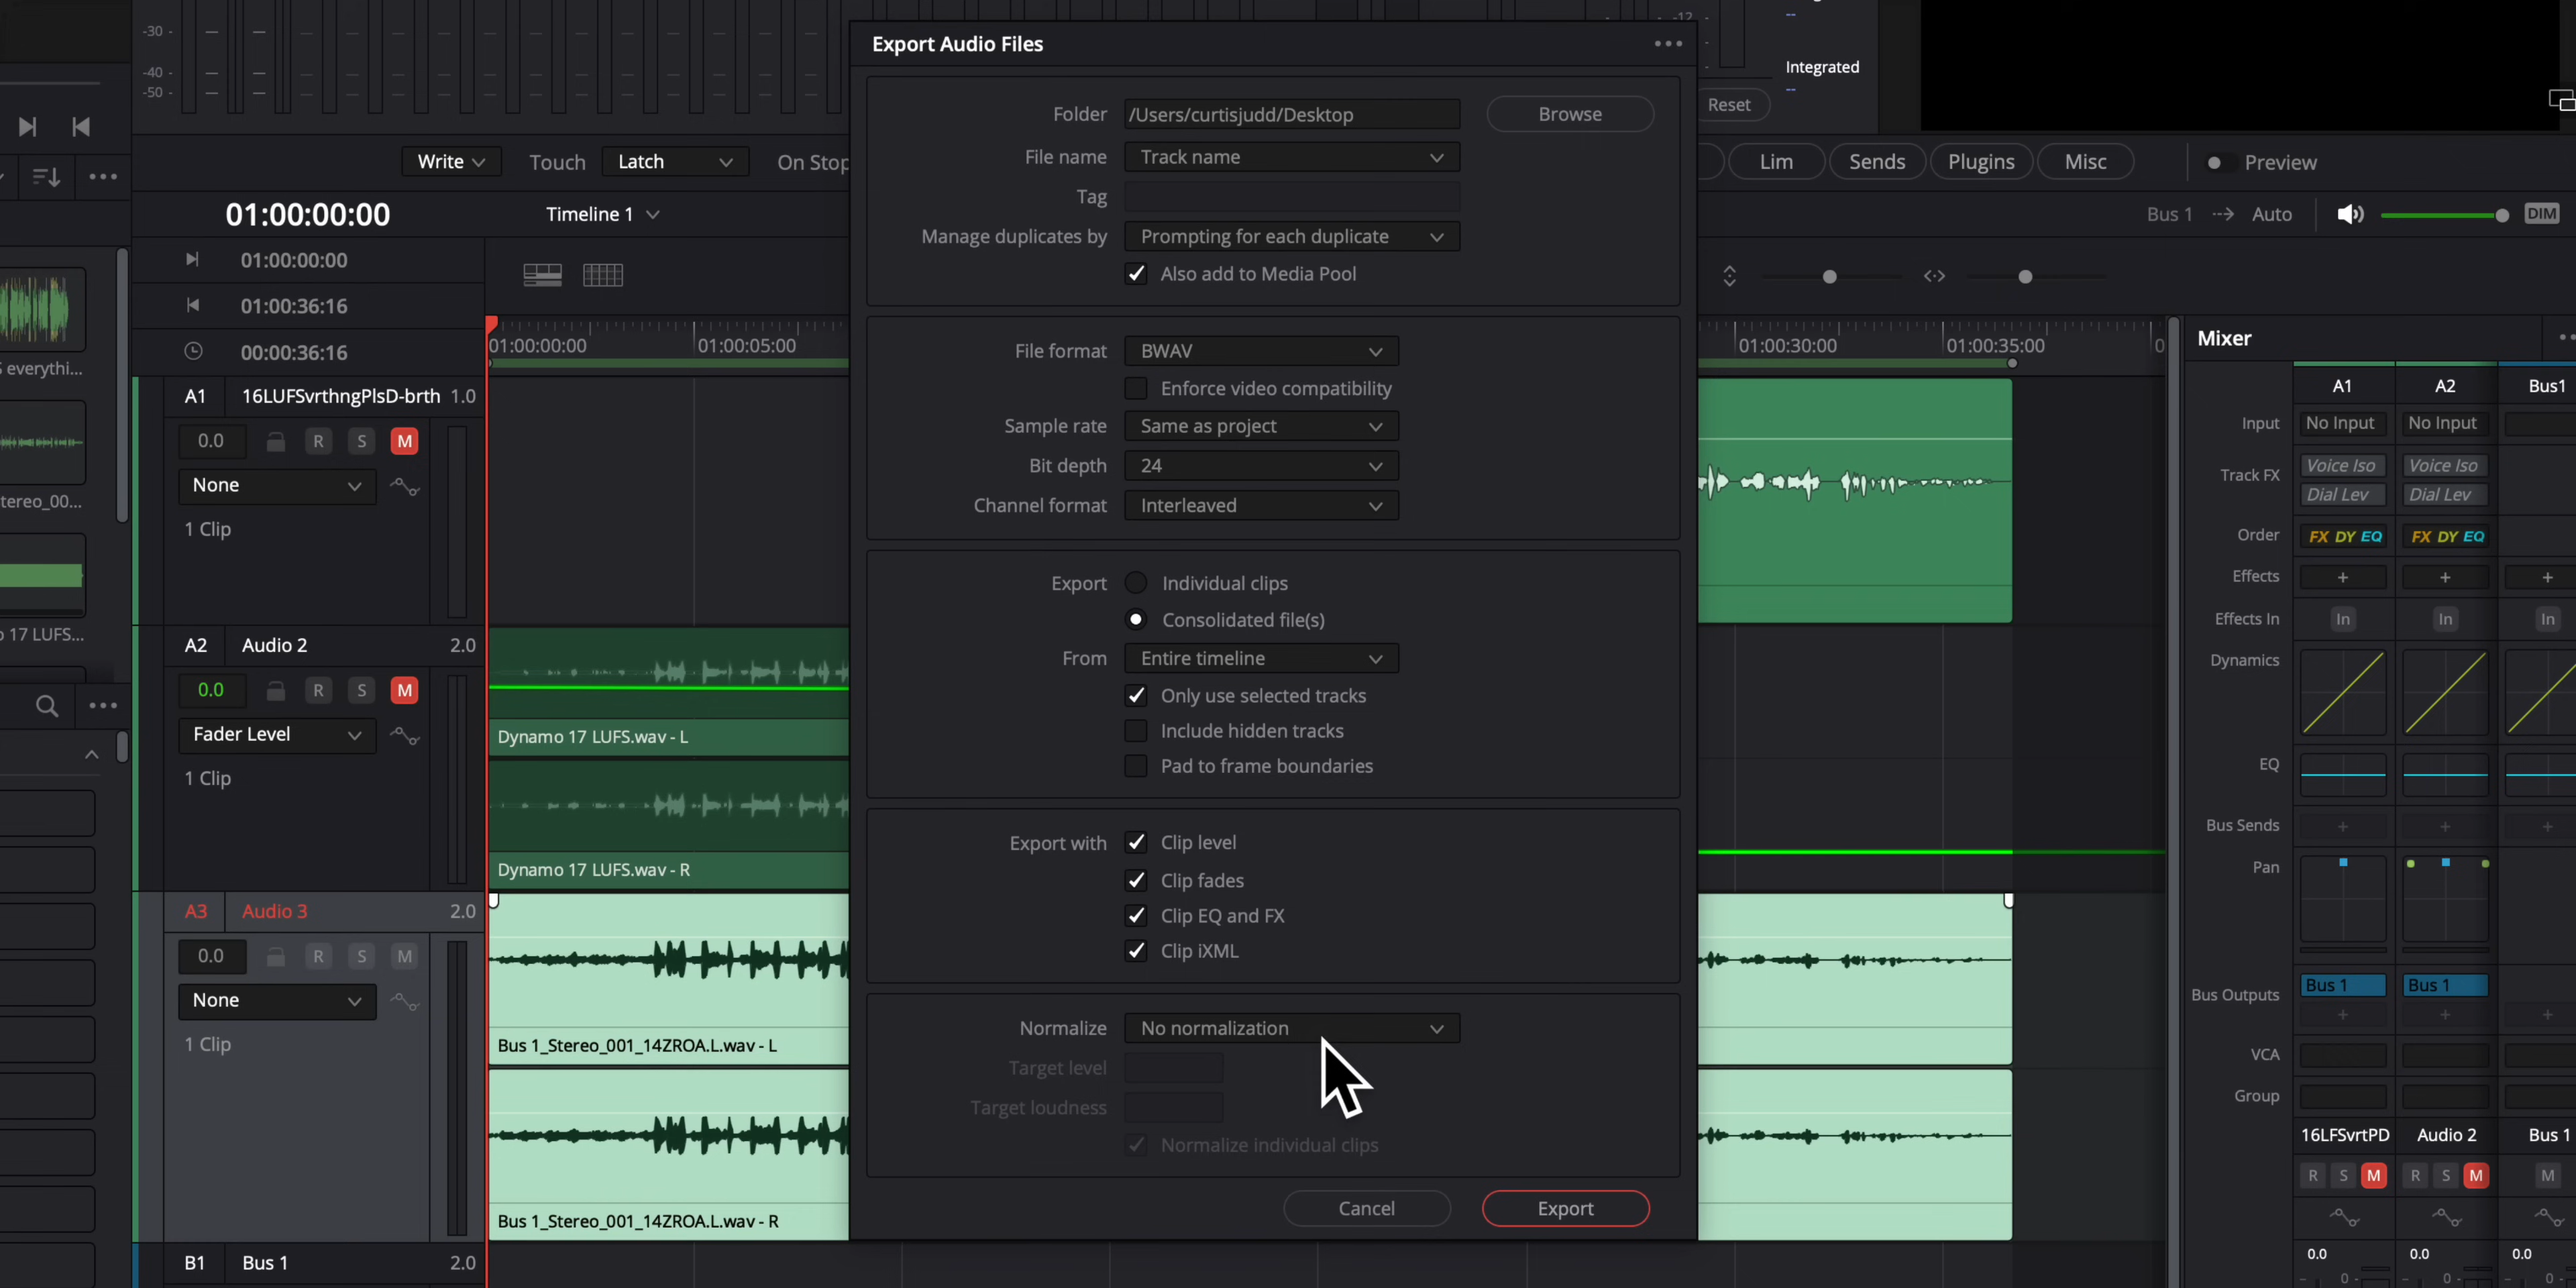 -30
-40
-50
-12
Integrated
Reset
Write
Touch
Latch
On Stop
Lim
Sends
Plugins
Misc
Preview
01:00:00:00
Timeline 1
Bus 1
Auto
DIM
01:00:00:00
01:00:36:16
00:00:36:16
01:00:00:00
01:00:05:00
01:00:30:00
01:00:35:00
everythi...
tereo_00...
17 LUFS...
A1 16LUFSvrthngPlsD-brth 1.0
0.0 R S M
None
1 Clip
A2 Audio 2 2.0
0.0 R S M
Fader Level
1 Clip
Dynamo 17 LUFS.wav - L
Dynamo 17 LUFS.wav - R
A3 Audio 3 2.0
0.0 R S M
None
1 Clip
Bus 1_Stereo_001_14ZROA.L.wav - L
Bus 1_Stereo_001_14ZROA.L.wav - R
B1 Bus 1 2.0
Export Audio Files
Folder /Users/curtisjudd/Desktop Browse
File name Track name
Tag
Manage duplicates by Prompting for each duplicate
Also add to Media Pool
File format BWAV
Enforce video compatibility
Sample rate Same as project
Bit depth 24
Channel format Interleaved
Export Individual clips
Consolidated file(s)
From Entire timeline
Only use selected tracks
Include hidden tracks
Pad to frame boundaries
Export with Clip level
Clip fades
Clip EQ and FX
Clip iXML
Normalize No normalization
Target level
Target loudness
Normalize individual clips
Cancel Export
Mixer
A1 A2 Bus1
Input No Input No Input
Track FX Voice Iso Voice Iso
Dial Lev Dial Lev
Order FX DY EQ FX DY EQ
Effects + + +
Effects In In In In
Dynamics
EQ
Bus Sends + + +
Pan
Bus Outputs Bus 1 Bus 1
+ + +
VCA
Group
16LFSvrtPD Audio 2 Bus 1
R S M R S M M
0.0 0.0 0.0
0 0 0